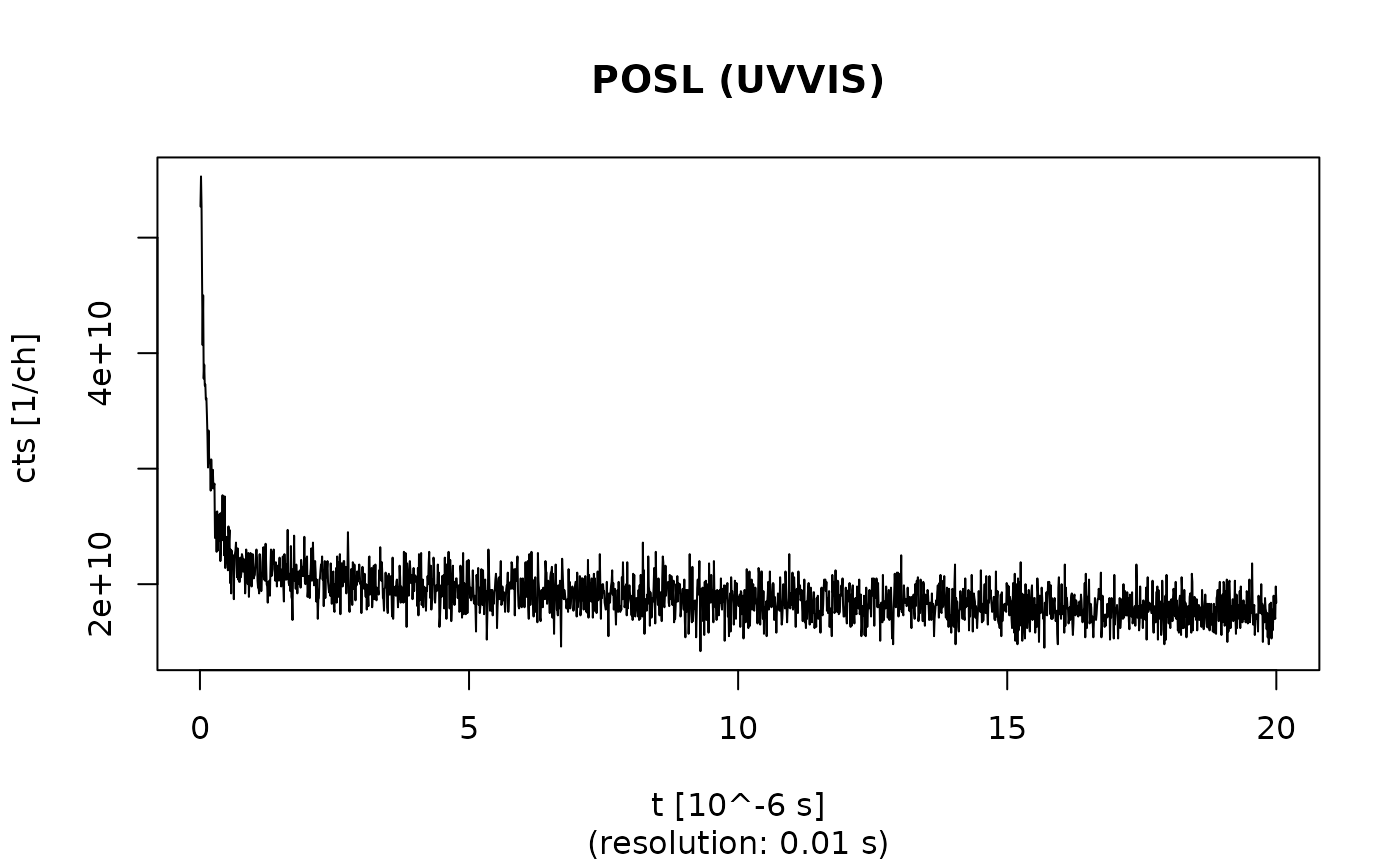 POSL (UVVIS)
cts [1/ch]
4e+10
2e+10
0 5 10 15 20
t [10^-6 s]
(resolution: 0.01 s)